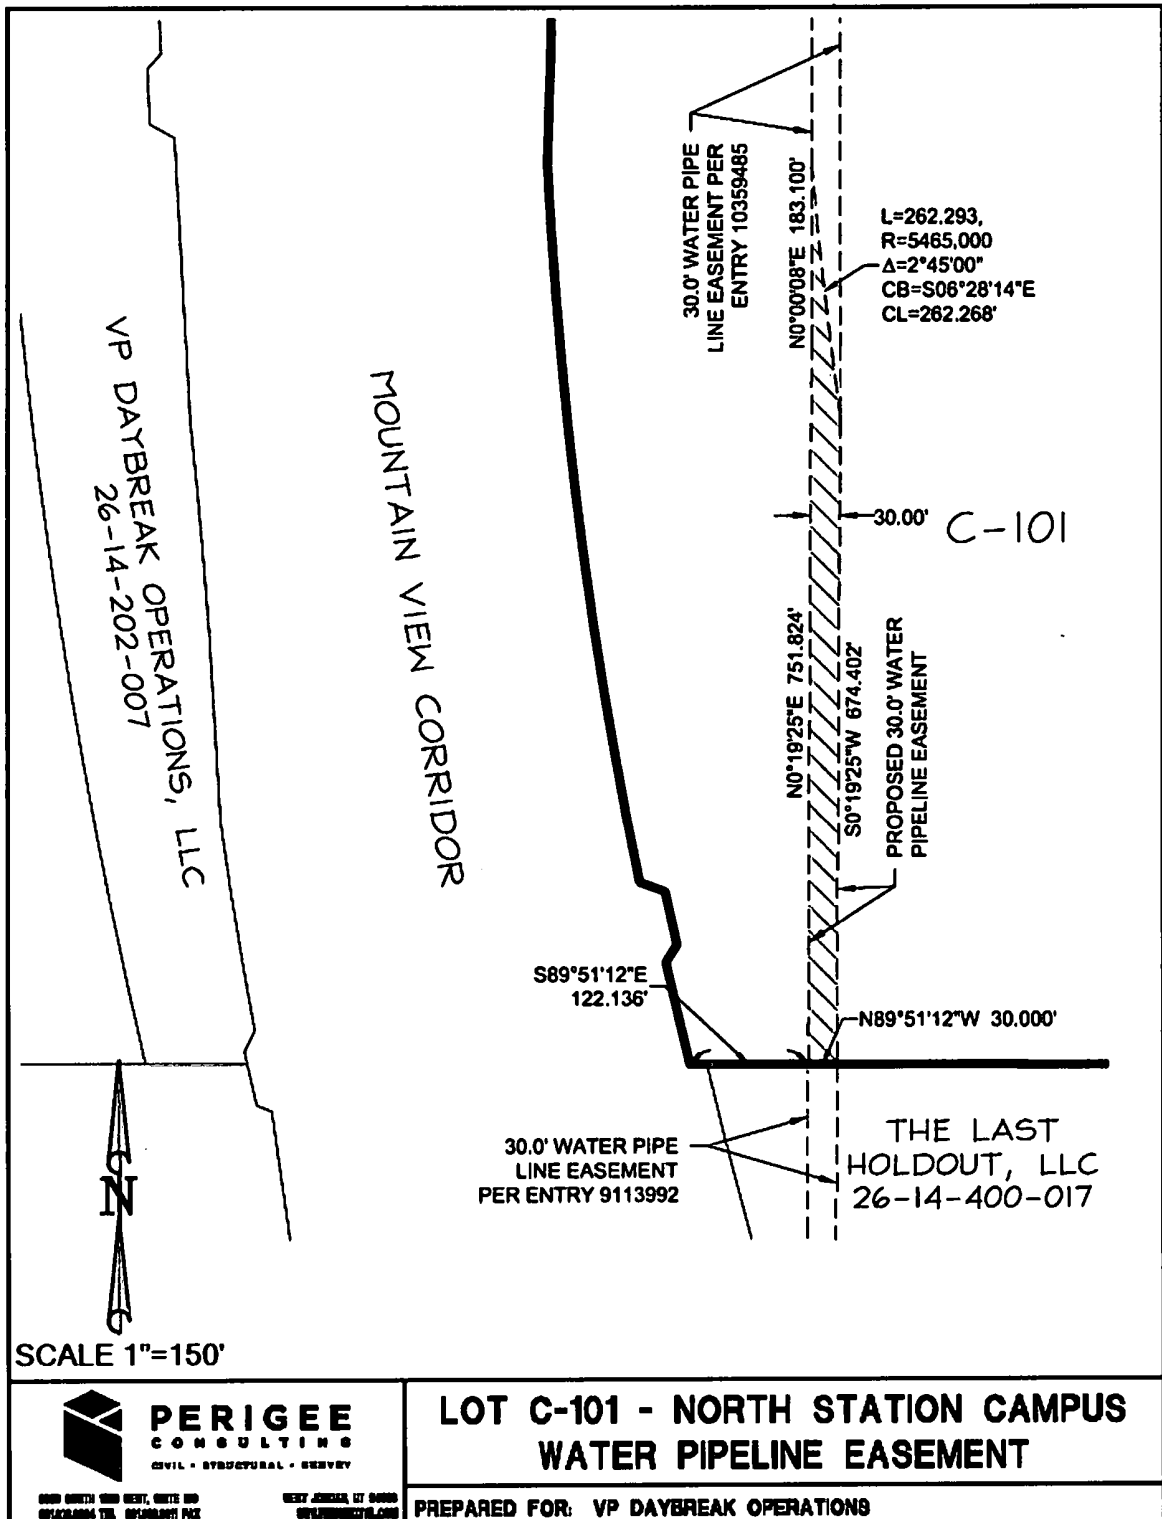 30.0' WATER PIPE
LINE EASEMENT PER
ENTRY 10359485
N0°00'08"E 183.100'
L=262.293,
R=5465.000
Δ=2°45'00"
CB=S06°28'14"E
CL=262.268'
VP DAYBREAK OPERATIONS, LLC
26-14-202-007
MOUNTAIN VIEW CORRIDOR
30.00'
C-101
N0°19'25"E 751.824'
S0°19'25"W 674.402'
PROPOSED 30.0' WATER
PIPELINE EASEMENT
S89°51'12"E
122.136'
N89°51'12"W 30.000'
30.0' WATER PIPE
LINE EASEMENT
PER ENTRY 9113992
THE LAST
HOLDOUT, LLC
26-14-400-017
N
SCALE 1"=150'
PERIGEE
CONSULTING
CIVIL • STRUCTURAL • SURVEY
LOT C-101 - NORTH STATION CAMPUS
WATER PIPELINE EASEMENT
PREPARED FOR: VP DAYBREAK OPERATIONS